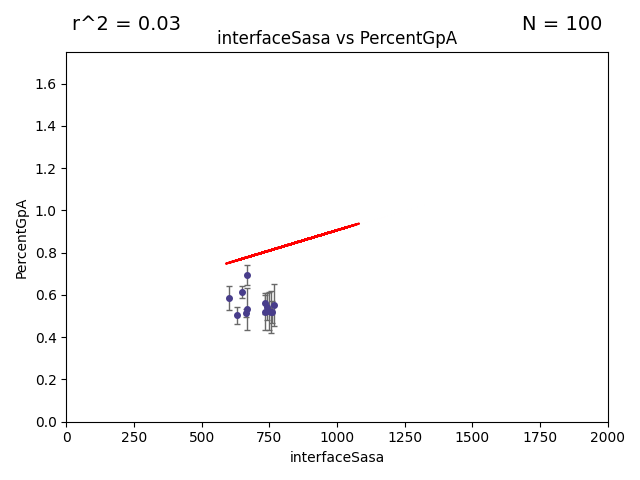 r^2 = 0.03
N = 100
interfaceSasa vs PercentGpA
PercentGpA
1.6
1.4
1.2
1.0
0.8
0.6
0.4
0.2
0.0
0 250 500 750 1000 1250 1500 1750 2000
interfaceSasa